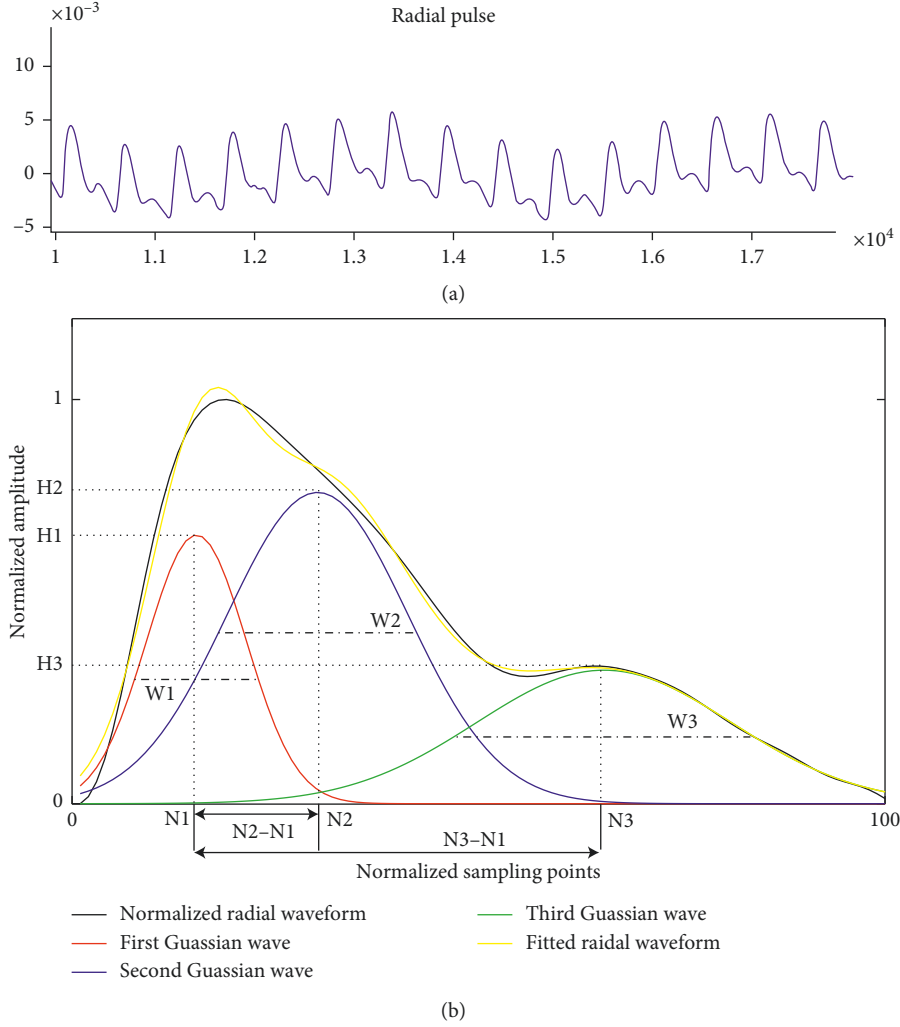 ×10⁻³
Radial pulse
10
5
0
−5
1 1.1 1.2 1.3 1.4 1.5 1.6 1.7
×10⁴
(a)
Normalized amplitude
1
H2
H1
H3
0
W2
W1
W3
0 N1 N2 N3 100
N2–N1
N3–N1
Normalized sampling points
Normalized radial waveform
First Guassian wave
Second Guassian wave
Third Guassian wave
Fitted raidal waveform
(b)